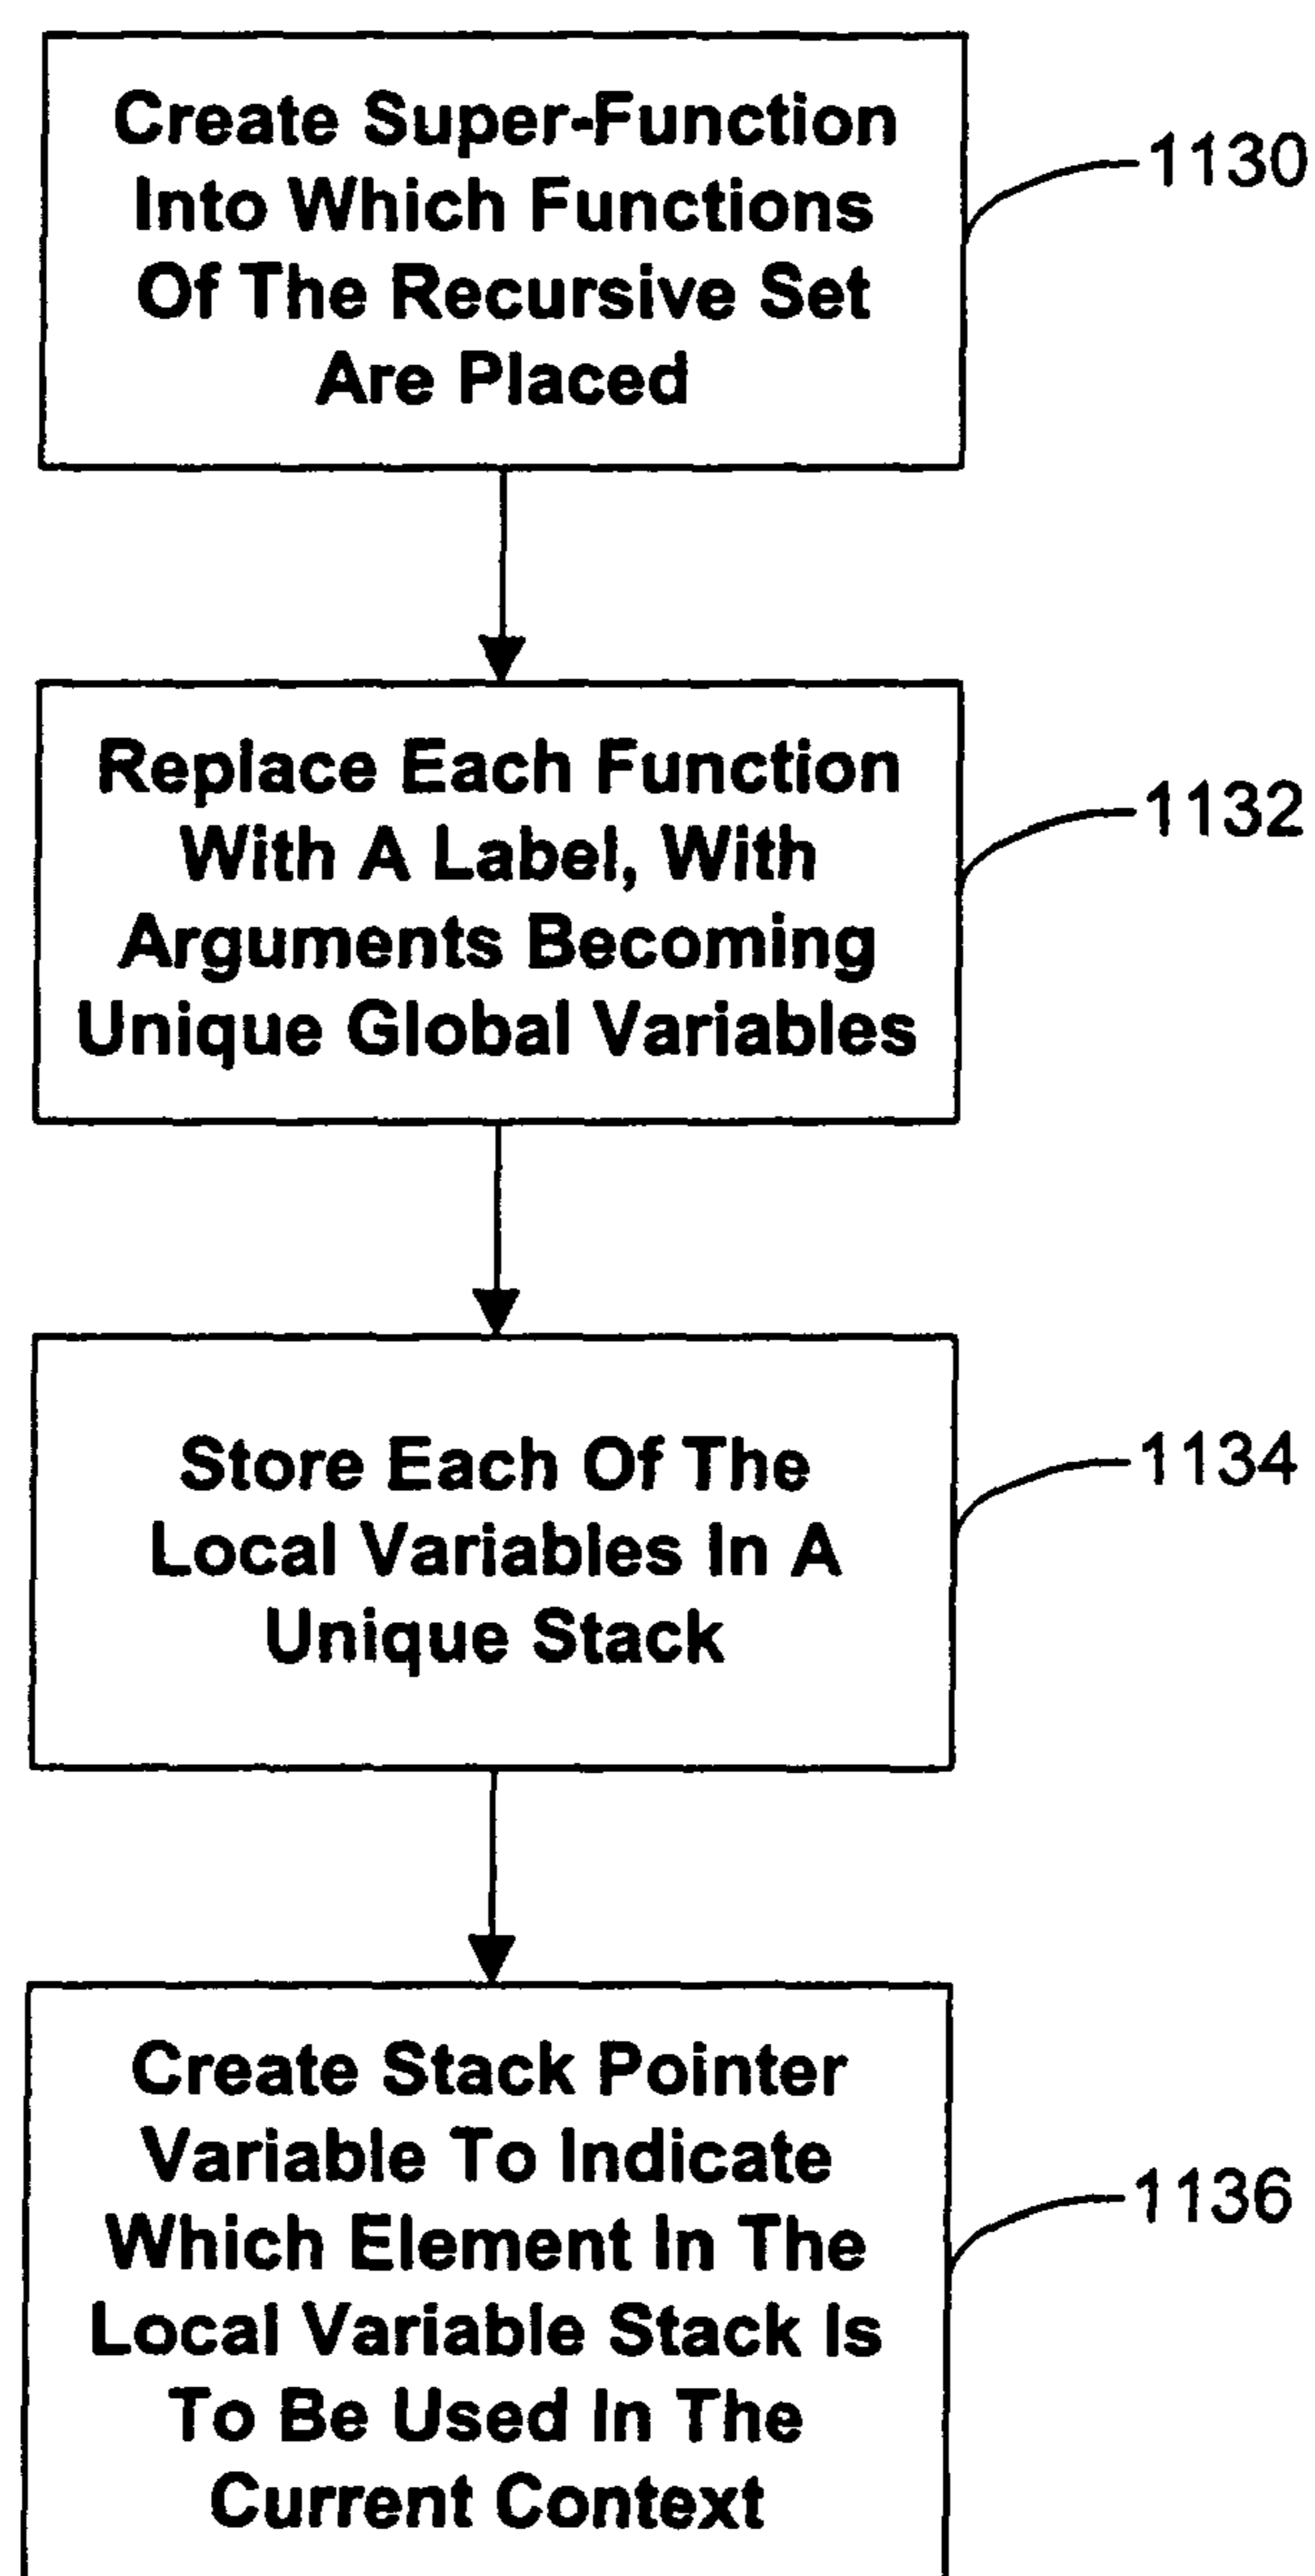 Create Super-Function
Into Which Functions
Of The Recursive Set
Are Placed
1130
Replace Each Function
With A Label, With
Arguments Becoming
Unique Global Variables
1132
Store Each Of The
Local Variables In A
Unique Stack
1134
Create Stack Pointer
Variable To Indicate
Which Element In The
Local Variable Stack Is
To Be Used In The
Current Context
1136